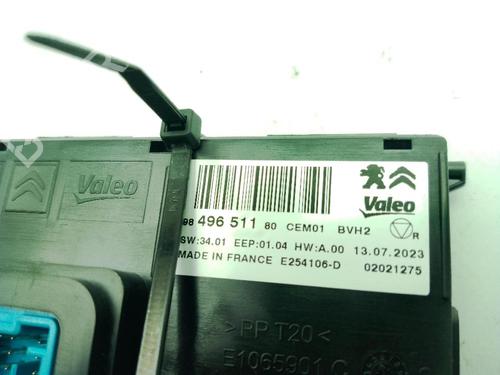 Valeo
Valeo
98 496 511 80 CEM01 BVH2 R
SW:34.01 EEP:01.04 HW:A.00 13.07.2023
MADE IN FRANCE E254106-D 02021275
>PP T20<
E1065901